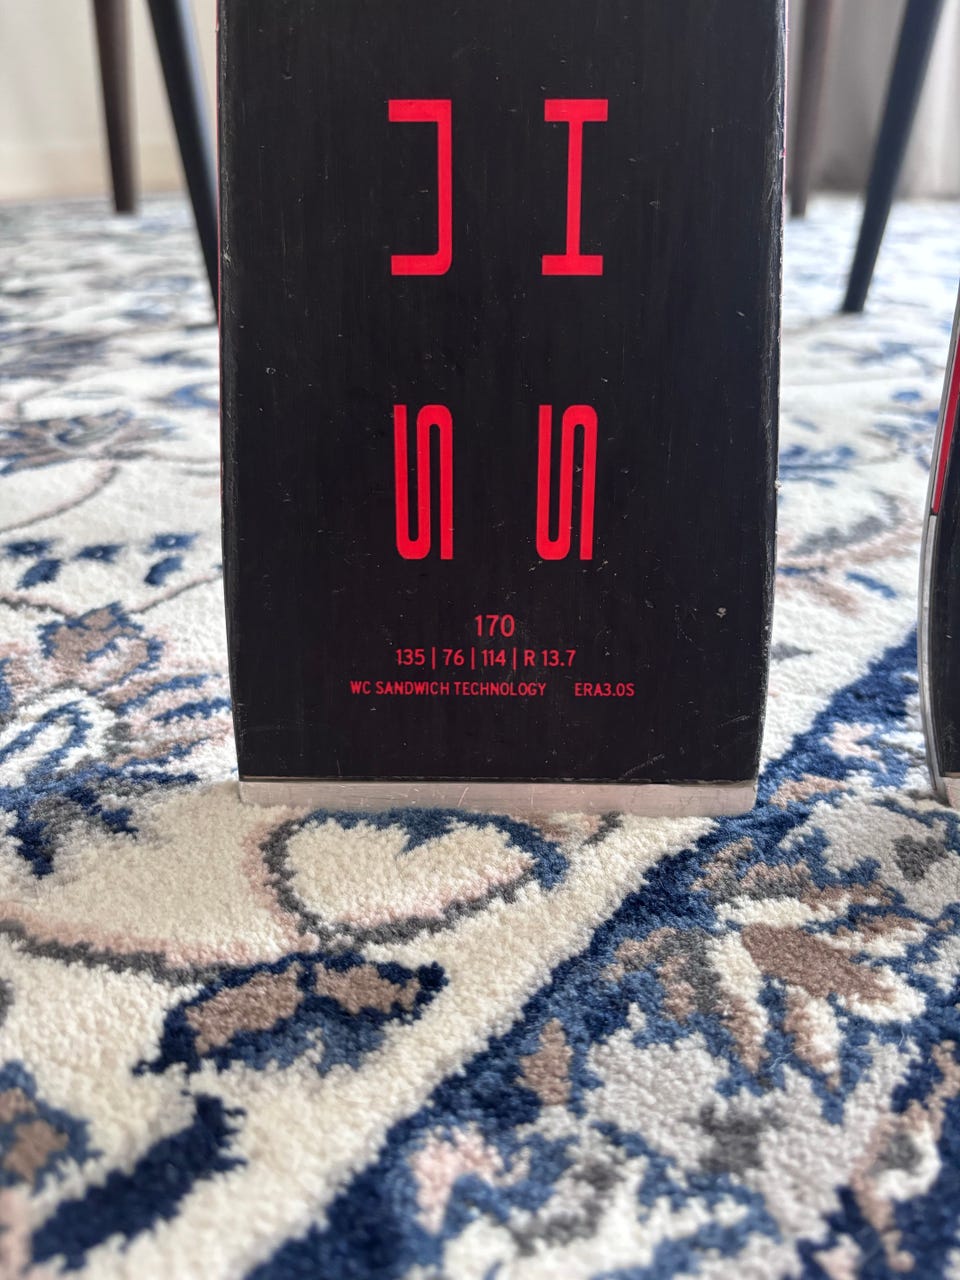 J I
S S
170
135 | 76 | 114 | R 13.7
WC SANDWICH TECHNOLOGY ERA3.0S